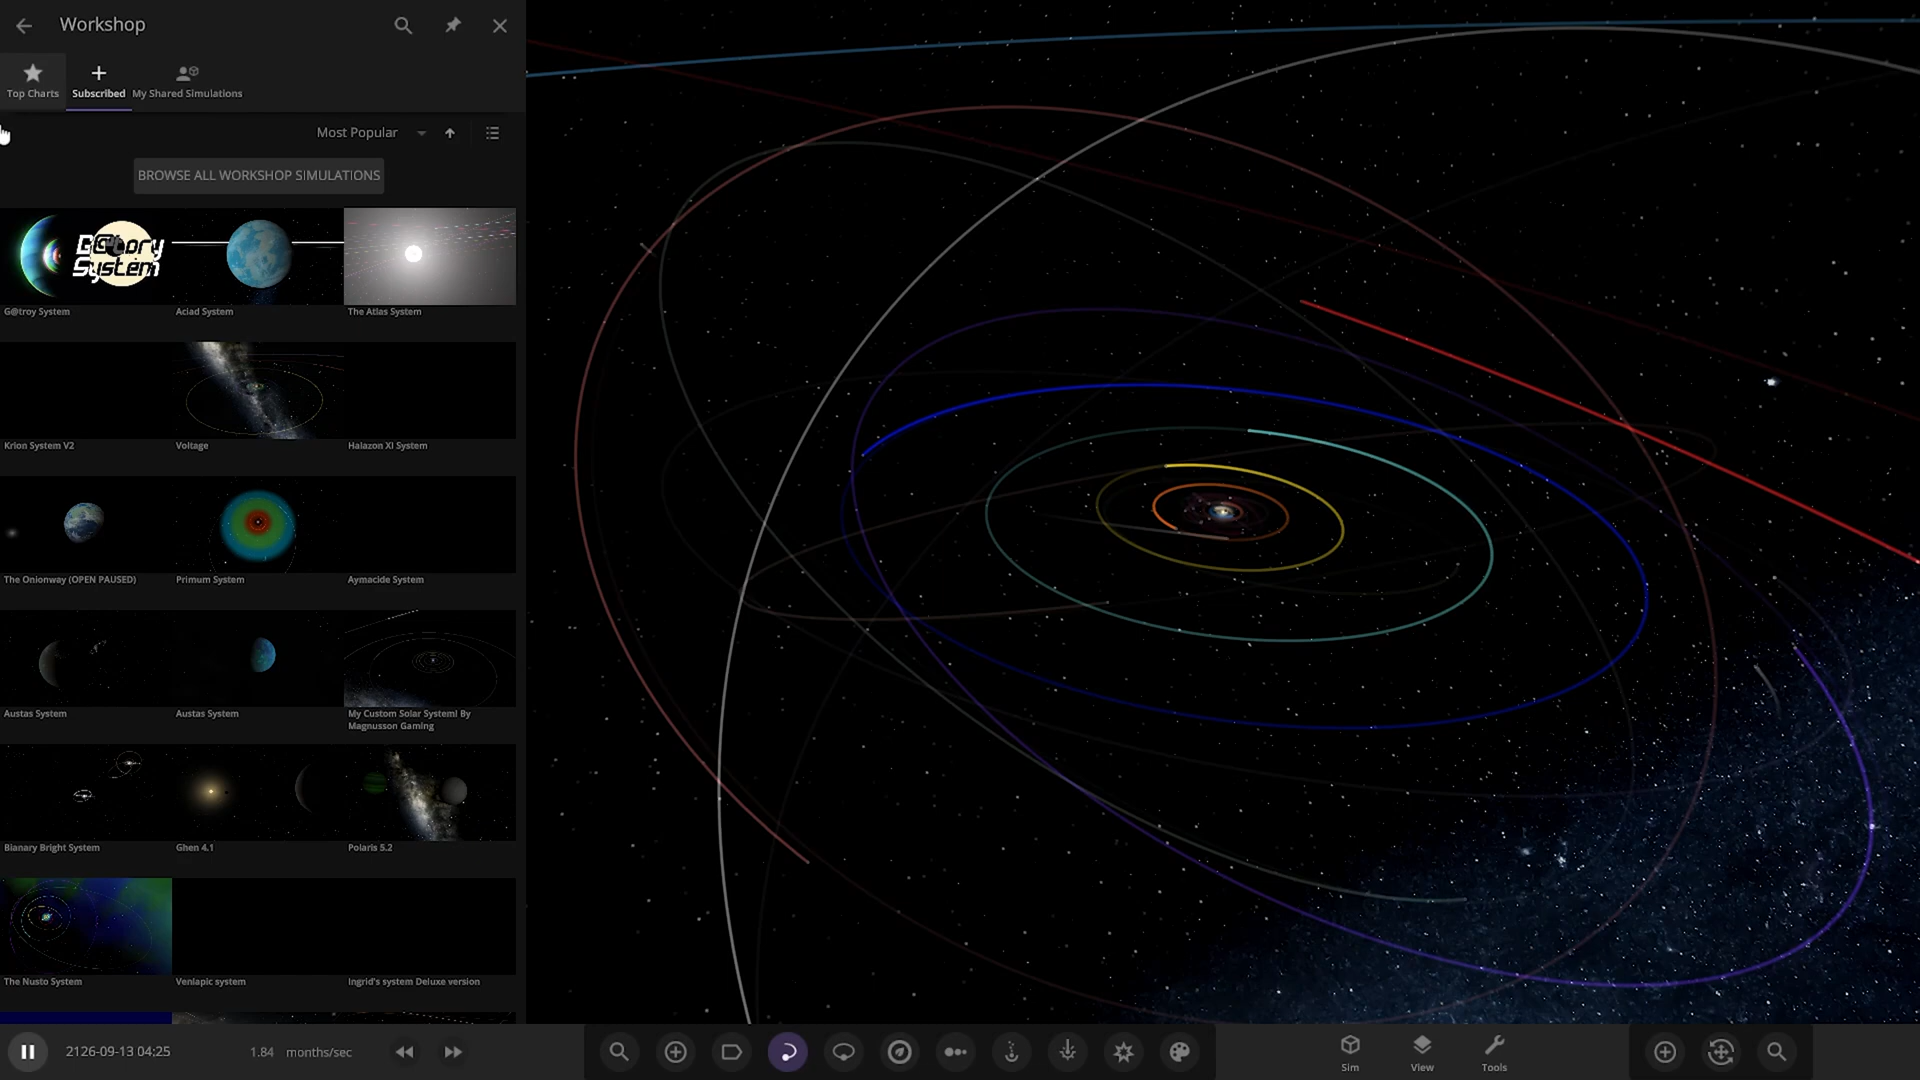 Workshop
Top Charts
Subscribed
My Shared Simulations
Most Popular
BROWSE ALL WORKSHOP SIMULATIONS
G@tory
System
G@troy System
Aciad System
The Atlas System
Krion System V2
Voltage
Halazon XI System
The Onionway (OPEN PAUSED)
Primum System
Aymacide System
Austas System
Austas System
My Custom Solar System! By
Magnusson Gaming
Bianary Bright System
Ghen 4.1
Polaris 5.2
The Nusto System
Venlapic system
Ingrid's system Deluxe version
2126-09-13 04:25
1.84 months/sec
Sim
View
Tools